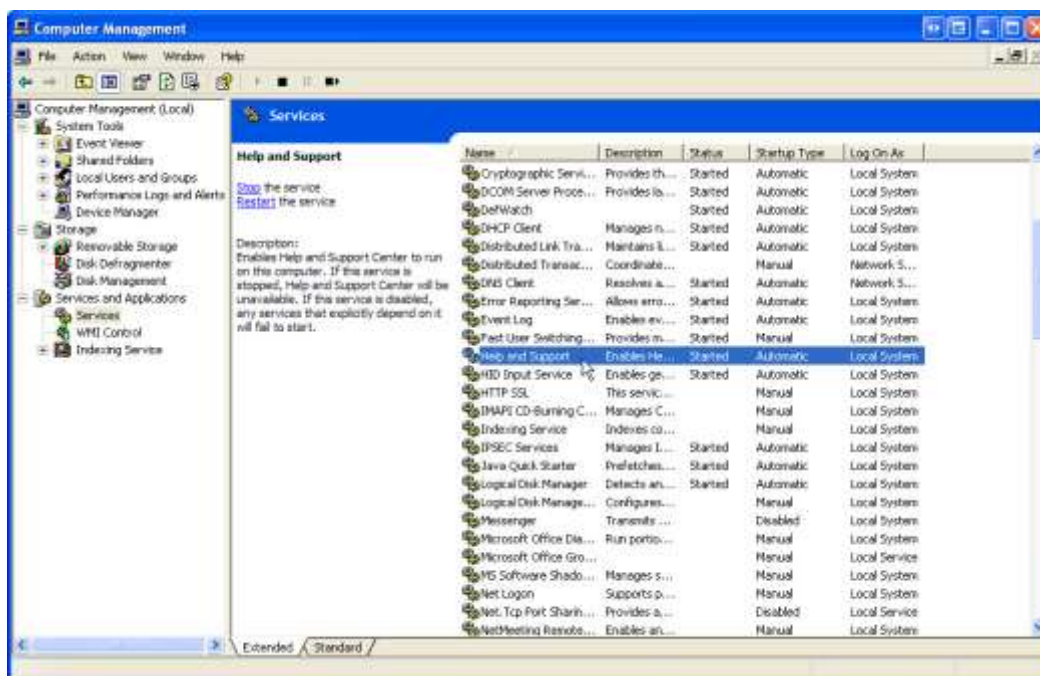 Computer Management
File Action View Window Help
Computer Management (Local)
System Tools
Event Viewer
Shared Folders
Local Users and Groups
Performance Logs and Alerts
Device Manager
Storage
Removable Storage
Disk Defragmenter
Disk Management
Services and Applications
Services
WMI Control
Indexing Service
Services
Help and Support
Stop the service
Restart the service
Description:
Enables Help and Support Center to run
on this computer. If this service is
stopped, Help and Support Center will be
unavailable. If this service is disabled,
any services that explicitly depend on it
will fail to start.
Name Description Status Startup Type Log On As
Cryptographic Servi... Provides th... Started Automatic Local System
DCOM Server Proce... Provides la... Started Automatic Local System
DefWatch Started Automatic Local System
DHCP Client Manages n... Started Automatic Local System
Distributed Link Tra... Maintains li... Started Automatic Local System
Distributed Transac... Coordinate... Manual Network S...
DNS Client Resolves a... Started Automatic Network S...
Error Reporting Ser... Allows erro... Started Automatic Local System
Event Log Enables ev... Started Automatic Local System
Fast User Switching... Provides m... Started Manual Local System
Help and Support Enables He... Started Automatic Local System
HID Input Service Enables ge... Started Automatic Local System
HTTP SSL This servic... Manual Local System
IMAPI CD-Burning C... Manages C... Manual Local System
Indexing Service Indexes co... Manual Local System
IPSEC Services Manages I... Started Automatic Local System
Java Quick Starter Prefetches... Started Automatic Local System
Logical Disk Manager Detects an... Started Automatic Local System
Logical Disk Manage... Configures... Manual Local System
Messenger Transmits ... Disabled Local System
Microsoft Office Dia... Run portio... Manual Local System
Microsoft Office Gro... Manual Local Service
MS Software Shado... Manages s... Manual Local System
Net Logon Supports p... Manual Local System
Net.Tcp Port Sharin... Provides a... Disabled Local Service
NetMeeting Remote... Enables an... Manual Local System
Extended Standard